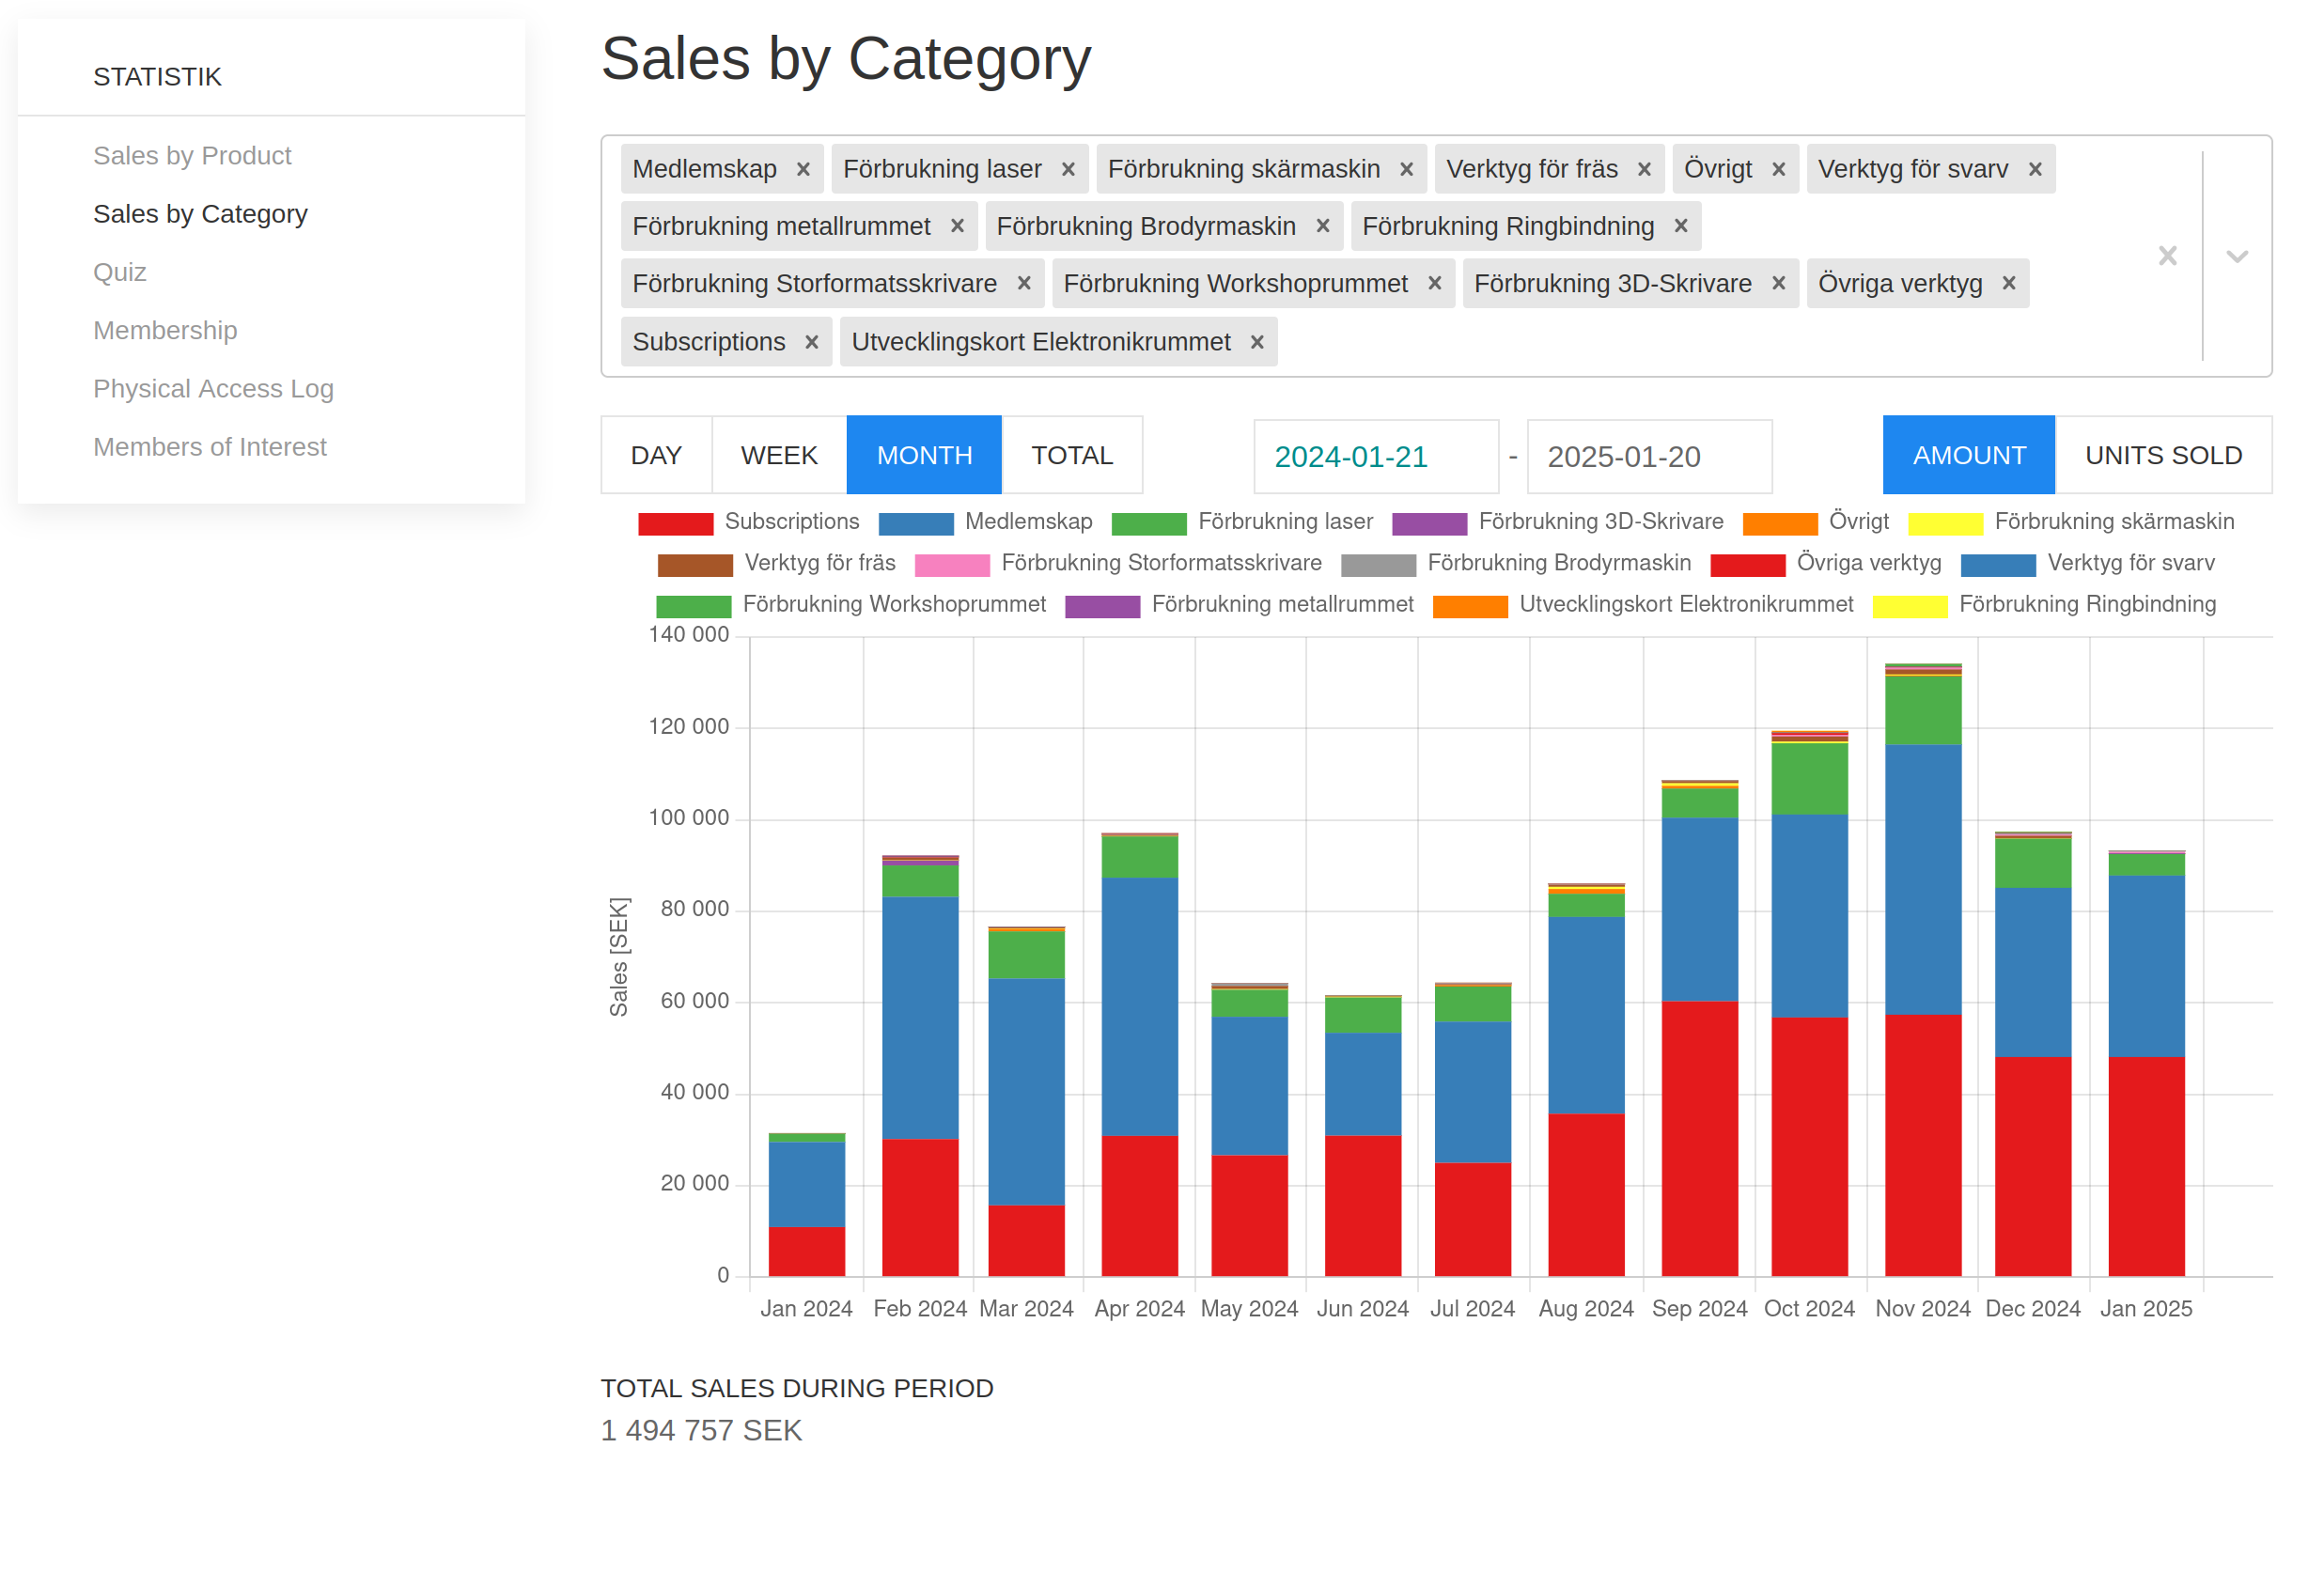 STATISTIK
Sales by Product
Sales by Category
Quiz
Membership
Physical Access Log
Members of Interest
Sales by Category
Medlemskap × Förbrukning laser × Förbrukning skärmaskin × Verktyg för fräs × Övrigt × Verktyg för svarv ×
Förbrukning metallrummet × Förbrukning Brodyrmaskin × Förbrukning Ringbindning ×
Förbrukning Storformatsskrivare × Förbrukning Workshoprummet × Förbrukning 3D-Skrivare × Övriga verktyg ×
Subscriptions × Utvecklingskort Elektronikrummet ×
DAY WEEK MONTH TOTAL 2024-01-21 - 2025-01-20 AMOUNT UNITS SOLD
Subscriptions Medlemskap Förbrukning laser Förbrukning 3D-Skrivare Övrigt Förbrukning skärmaskin
Verktyg för fräs Förbrukning Storformatsskrivare Förbrukning Brodyrmaskin Övriga verktyg Verktyg för svarv
Förbrukning Workshoprummet Förbrukning metallrummet Utvecklingskort Elektronikrummet Förbrukning Ringbindning
140 000
120 000
100 000
80 000
60 000
40 000
20 000
0
Sales [SEK]
Jan 2024 Feb 2024 Mar 2024 Apr 2024 May 2024 Jun 2024 Jul 2024 Aug 2024 Sep 2024 Oct 2024 Nov 2024 Dec 2024 Jan 2025
TOTAL SALES DURING PERIOD
1 494 757 SEK